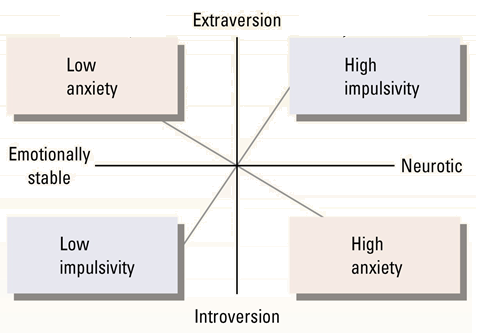 Extraversion
Low
anxiety
High
impulsivity
Emotionally
stable
Neurotic
Low
impulsivity
High
anxiety
Introversion